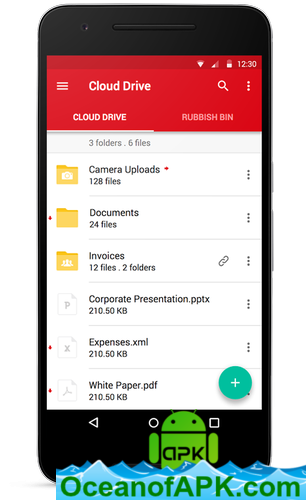 12:30
Cloud Drive
CLOUD DRIVE
RUBBISH BIN
3 folders . 6 files
Camera Uploads
128 files
Documents
24 files
Invoices
12 files . 2 folders
Corporate Presentation.pptx
210.50 KB
Expenses.xml
210.50 KB
White Paper.pdf
210.50 KB
APK
OceanofAPK.com